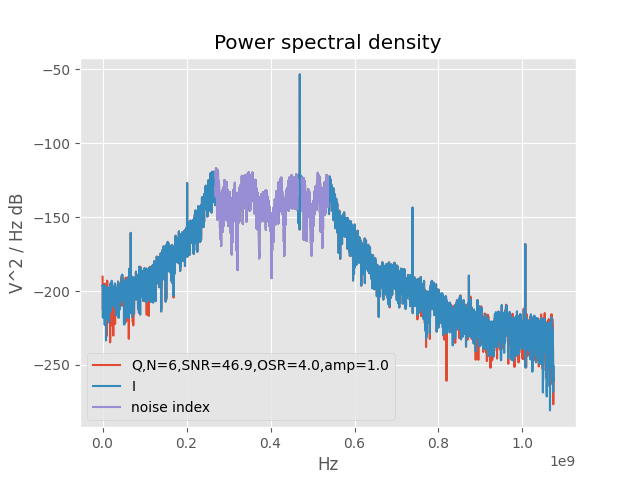 Power spectral density
−50
−100
−150
−200
−250
V^2 / Hz dB
Q,N=6,SNR=46.9,OSR=4.0,amp=1.0
I
noise index
0.0 0.2 0.4 0.6 0.8 1.0
1e9
Hz